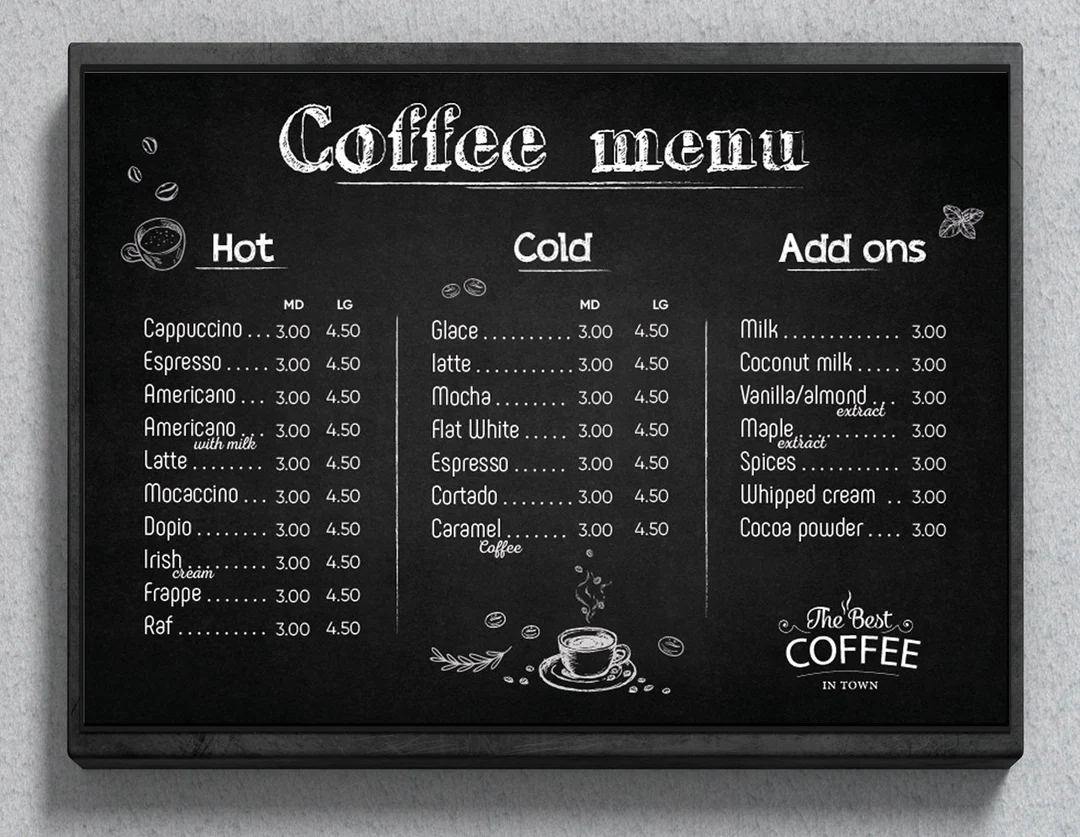 Coffee menu
Hot
MD LG
Cappuccino ... 3.00 4.50
Espresso ..... 3.00 4.50
Americano ... 3.00 4.50
Americano ... 3.00 4.50
with milk
Latte ........ 3.00 4.50
Mocaccino ... 3.00 4.50
Dopio ........ 3.00 4.50
Irish ......... 3.00 4.50
cream
Frappe ....... 3.00 4.50
Raf .......... 3.00 4.50
Cold
MD LG
Glace .......... 3.00 4.50
latte ........... 3.00 4.50
Mocha ........ 3.00 4.50
Flat White ..... 3.00 4.50
Espresso ...... 3.00 4.50
Cortado ........ 3.00 4.50
Caramel ....... 3.00 4.50
Coffee
Add ons
Milk ............. 3.00
Coconut milk ..... 3.00
Vanilla/almond ... 3.00
extract
Maple ............ 3.00
extract
Spices ........... 3.00
Whipped cream .. 3.00
Cocoa powder .... 3.00
The Best
COFFEE
IN TOWN